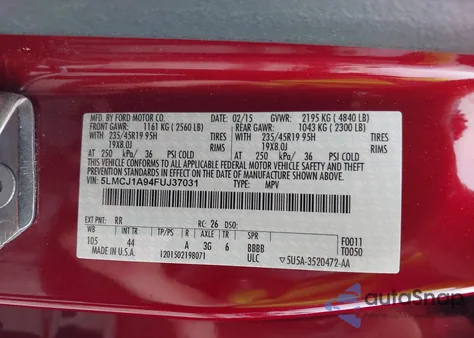 MFD. BY FORD MOTOR CO. 02/15 GVWR: 2195 KG ( 4840 LB)
FRONT GAWR: 1161 KG ( 2560 LB) REAR GAWR: 1043 KG ( 2300 LB)
WITH 235/45R19 95H TIRES WITH 235/45R19 95H TIRES
19X8.0J RIMS 19X8.0J RIMS
AT 250 kPa/ 36 PSI COLD AT 250 kPa/ 36 PSI COLD
THIS VEHICLE CONFORMS TO ALL APPLICABLE FEDERAL MOTOR VEHICLE SAFETY
AND THEFT PREVENTION STANDARDS IN EFFECT ON THE DATE OF MANUFACTURE SHOWN ABOVE.
VIN: 5LMCJ1A94FUJ37031 TYPE: MPV
EXT PNT: RR RC: 26 DSO:
WB TP/PS R AXLE TR SPR
105 44 A 3G 6 BBBB F0011
MADE IN U.S.A. ULC T0050
1201502198071 5U5A-3520472-AA
autoSnap